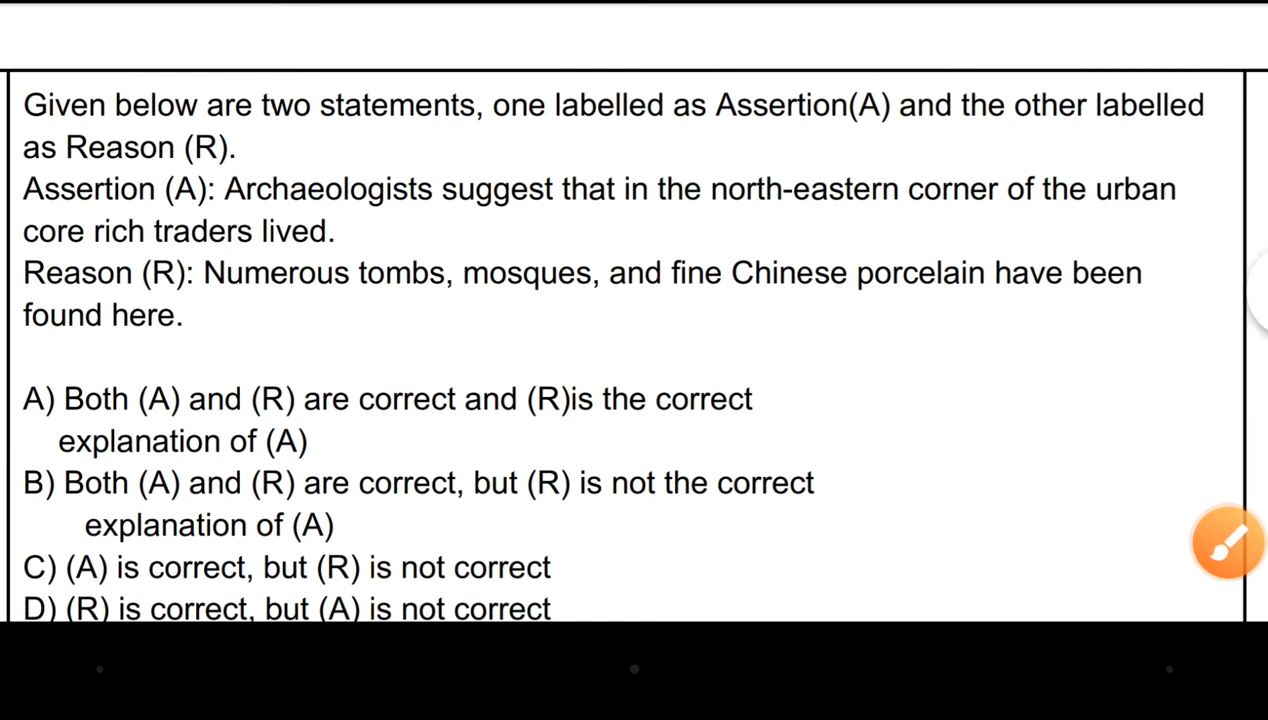 Given below are two statements, one labelled as Assertion(A) and the other labelled
as Reason (R).
Assertion (A): Archaeologists suggest that in the north-eastern corner of the urban
core rich traders lived.
Reason (R): Numerous tombs, mosques, and fine Chinese porcelain have been
found here.
A) Both (A) and (R) are correct and (R)is the correct
explanation of (A)
B) Both (A) and (R) are correct, but (R) is not the correct
explanation of (A)
C) (A) is correct, but (R) is not correct
D) (R) is correct, but (A) is not correct